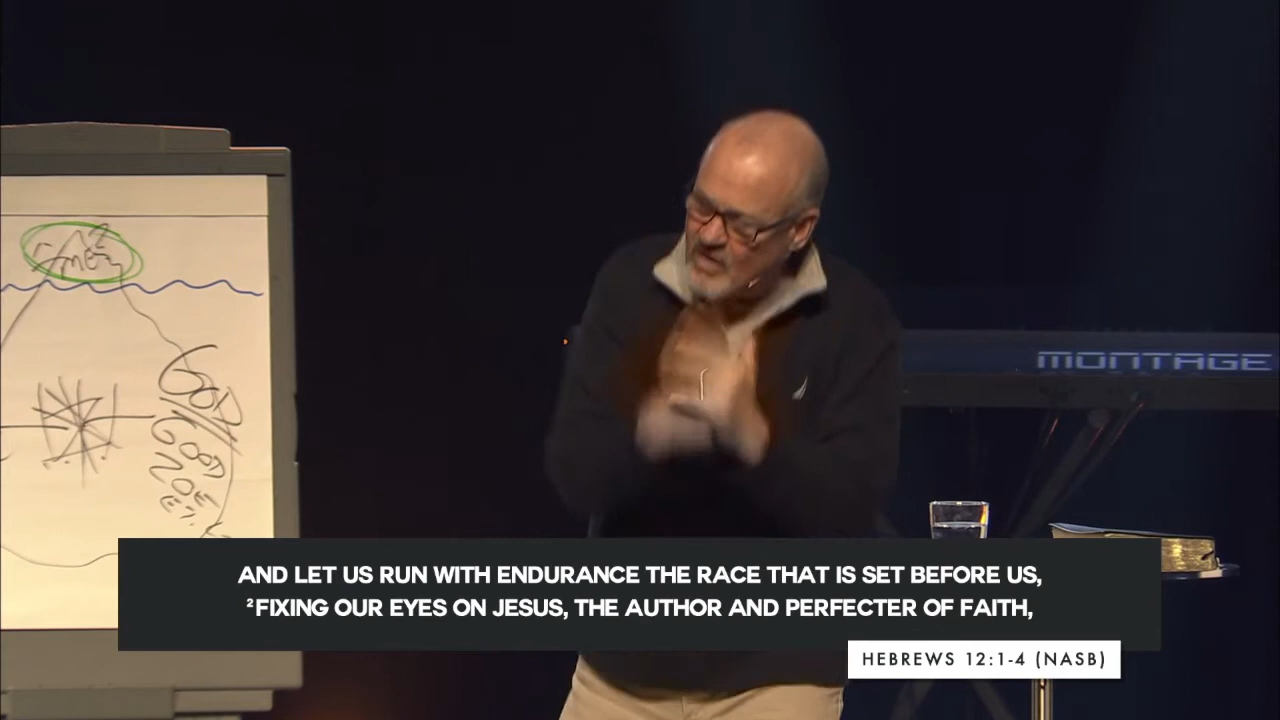 GOD/
GOOD
MONTAGE
AND LET US RUN WITH ENDURANCE THE RACE THAT IS SET BEFORE US,
²FIXING OUR EYES ON JESUS, THE AUTHOR AND PERFECTER OF FAITH,
HEBREWS 12:1-4 (NASB)